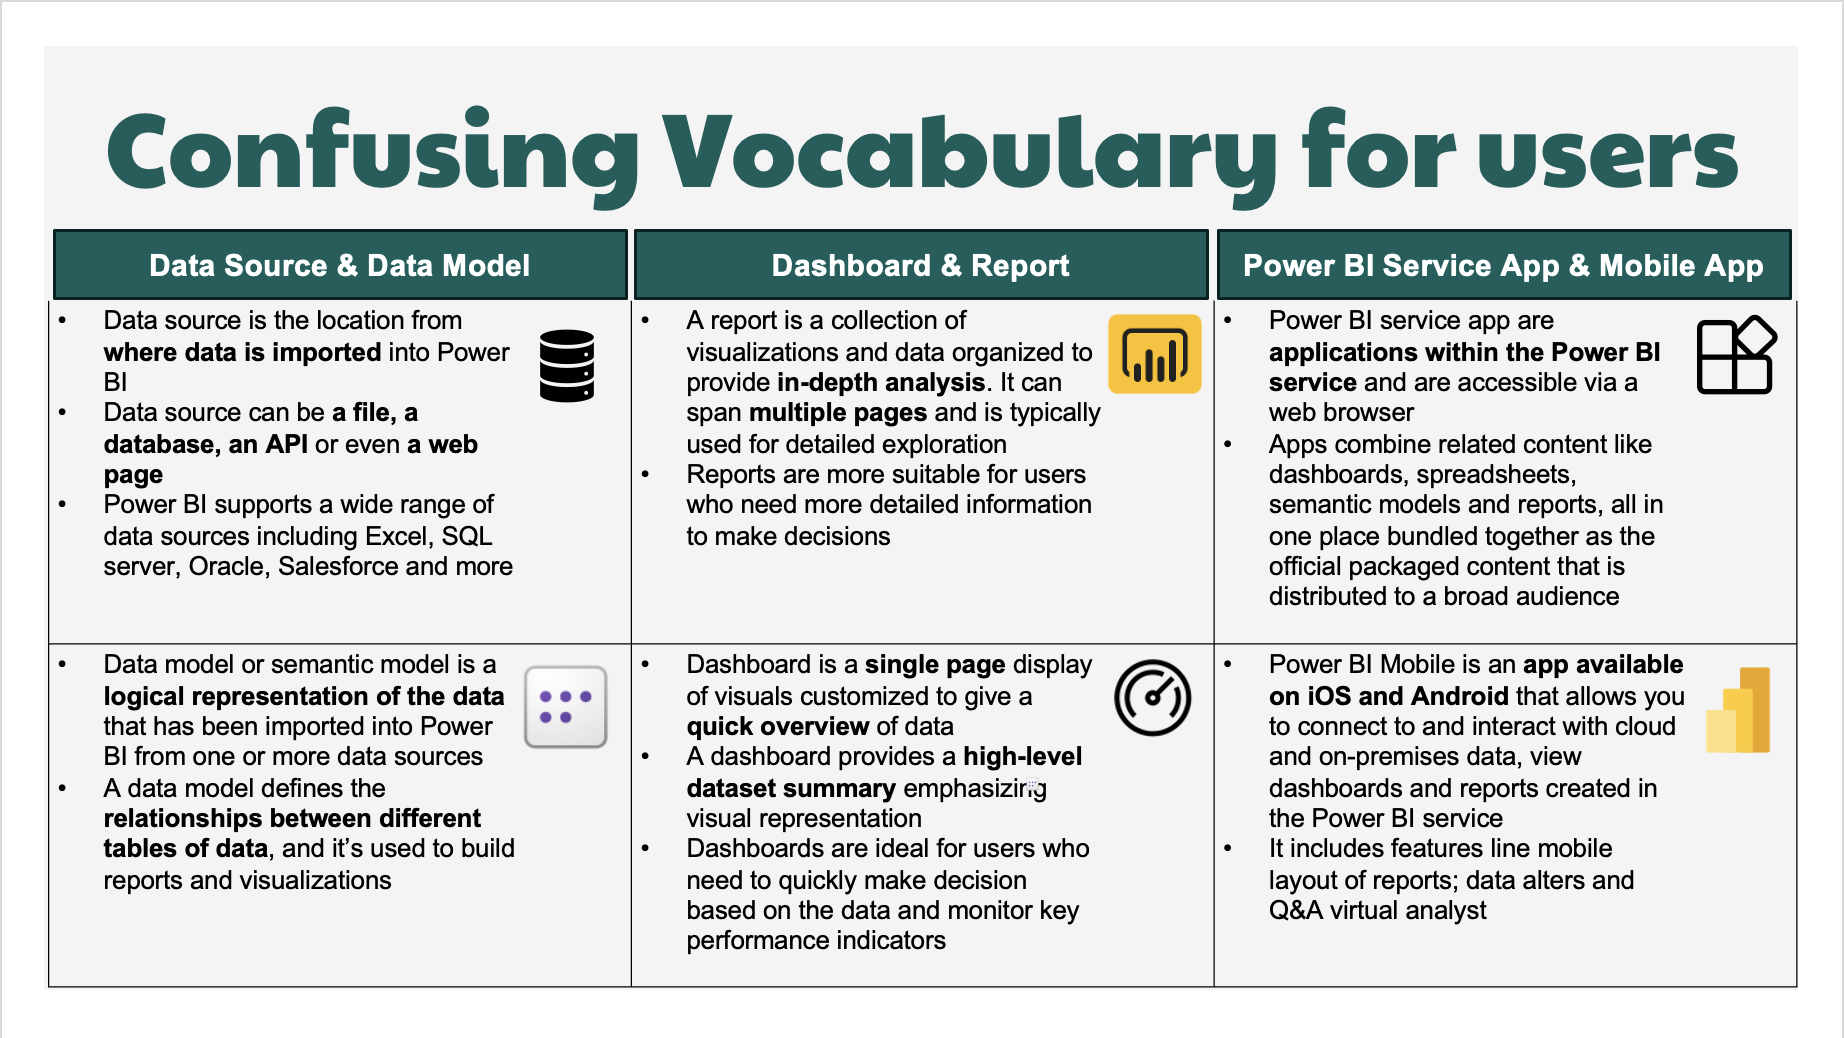 Confusing Vocabulary for users
Data Source & Data Model
Dashboard & Report
Power BI Service App & Mobile App
• Data source is the location from
where data is imported into Power
BI
• Data source can be a file, a
database, an API or even a web
page
• Power BI supports a wide range of
data sources including Excel, SQL
server, Oracle, Salesforce and more
• A report is a collection of
visualizations and data organized to
provide in-depth analysis. It can
span multiple pages and is typically
used for detailed exploration
• Reports are more suitable for users
who need more detailed information
to make decisions
• Power BI service app are
applications within the Power BI
service and are accessible via a
web browser
• Apps combine related content like
dashboards, spreadsheets,
semantic models and reports, all in
one place bundled together as the
official packaged content that is
distributed to a broad audience
• Data model or semantic model is a
logical representation of the data
that has been imported into Power
BI from one or more data sources
• A data model defines the
relationships between different
tables of data, and it’s used to build
reports and visualizations
• Dashboard is a single page display
of visuals customized to give a
quick overview of data
• A dashboard provides a high-level
dataset summary emphasizing
visual representation
• Dashboards are ideal for users who
need to quickly make decision
based on the data and monitor key
performance indicators
• Power BI Mobile is an app available
on iOS and Android that allows you
to connect to and interact with cloud
and on-premises data, view
dashboards and reports created in
the Power BI service
• It includes features line mobile
layout of reports; data alters and
Q&A virtual analyst